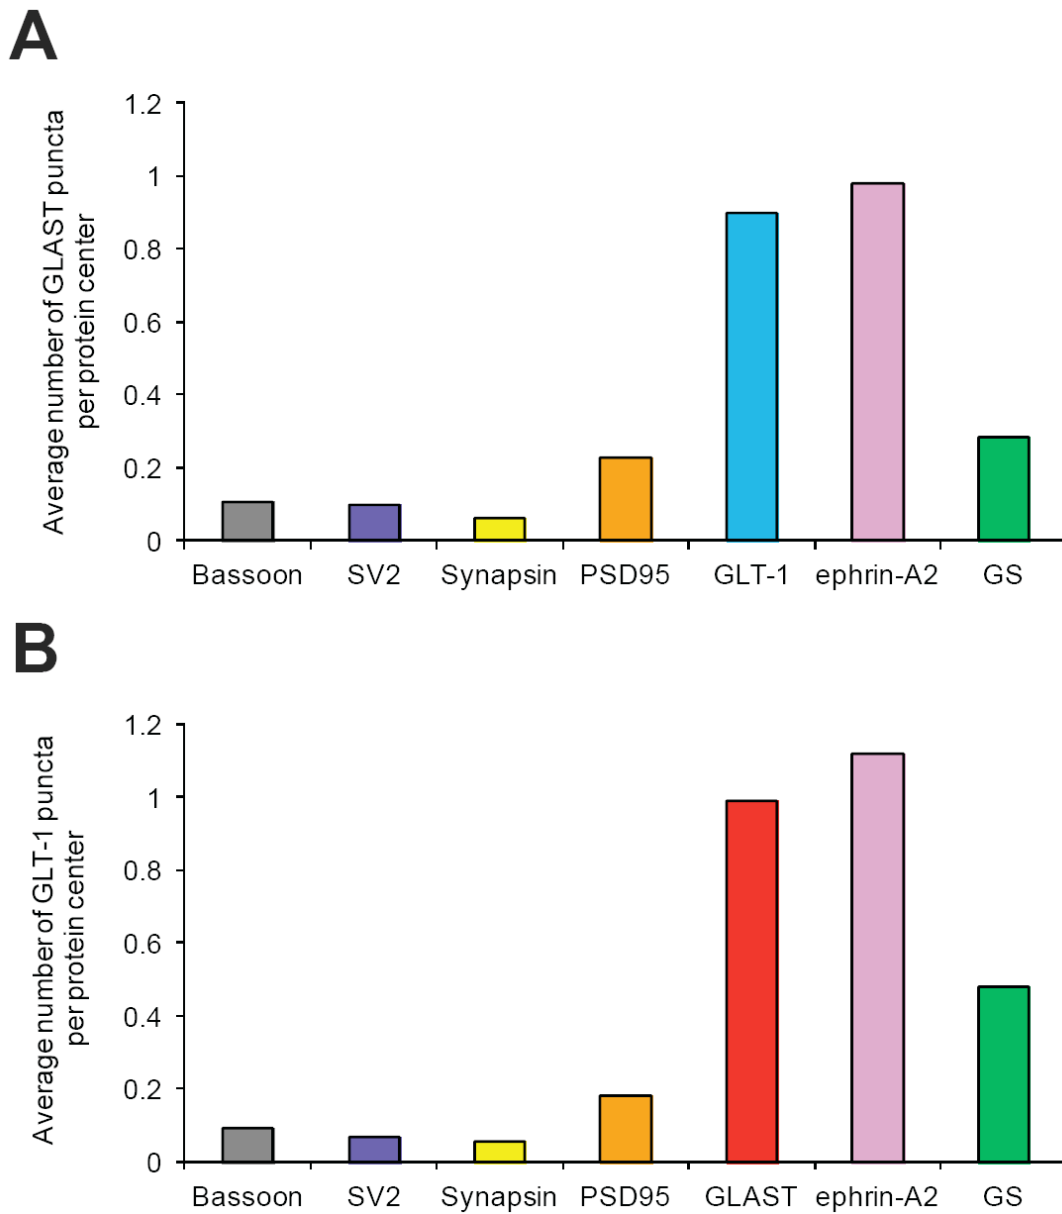 A
Average number of GLAST puncta
per protein center
1.2
1
0.8
0.6
0.4
0.2
0
Bassoon SV2 Synapsin PSD95 GLT-1 ephrin-A2 GS
B
Average number of GLT-1 puncta
per protein center
1.2
1
0.8
0.6
0.4
0.2
0
Bassoon SV2 Synapsin PSD95 GLAST ephrin-A2 GS